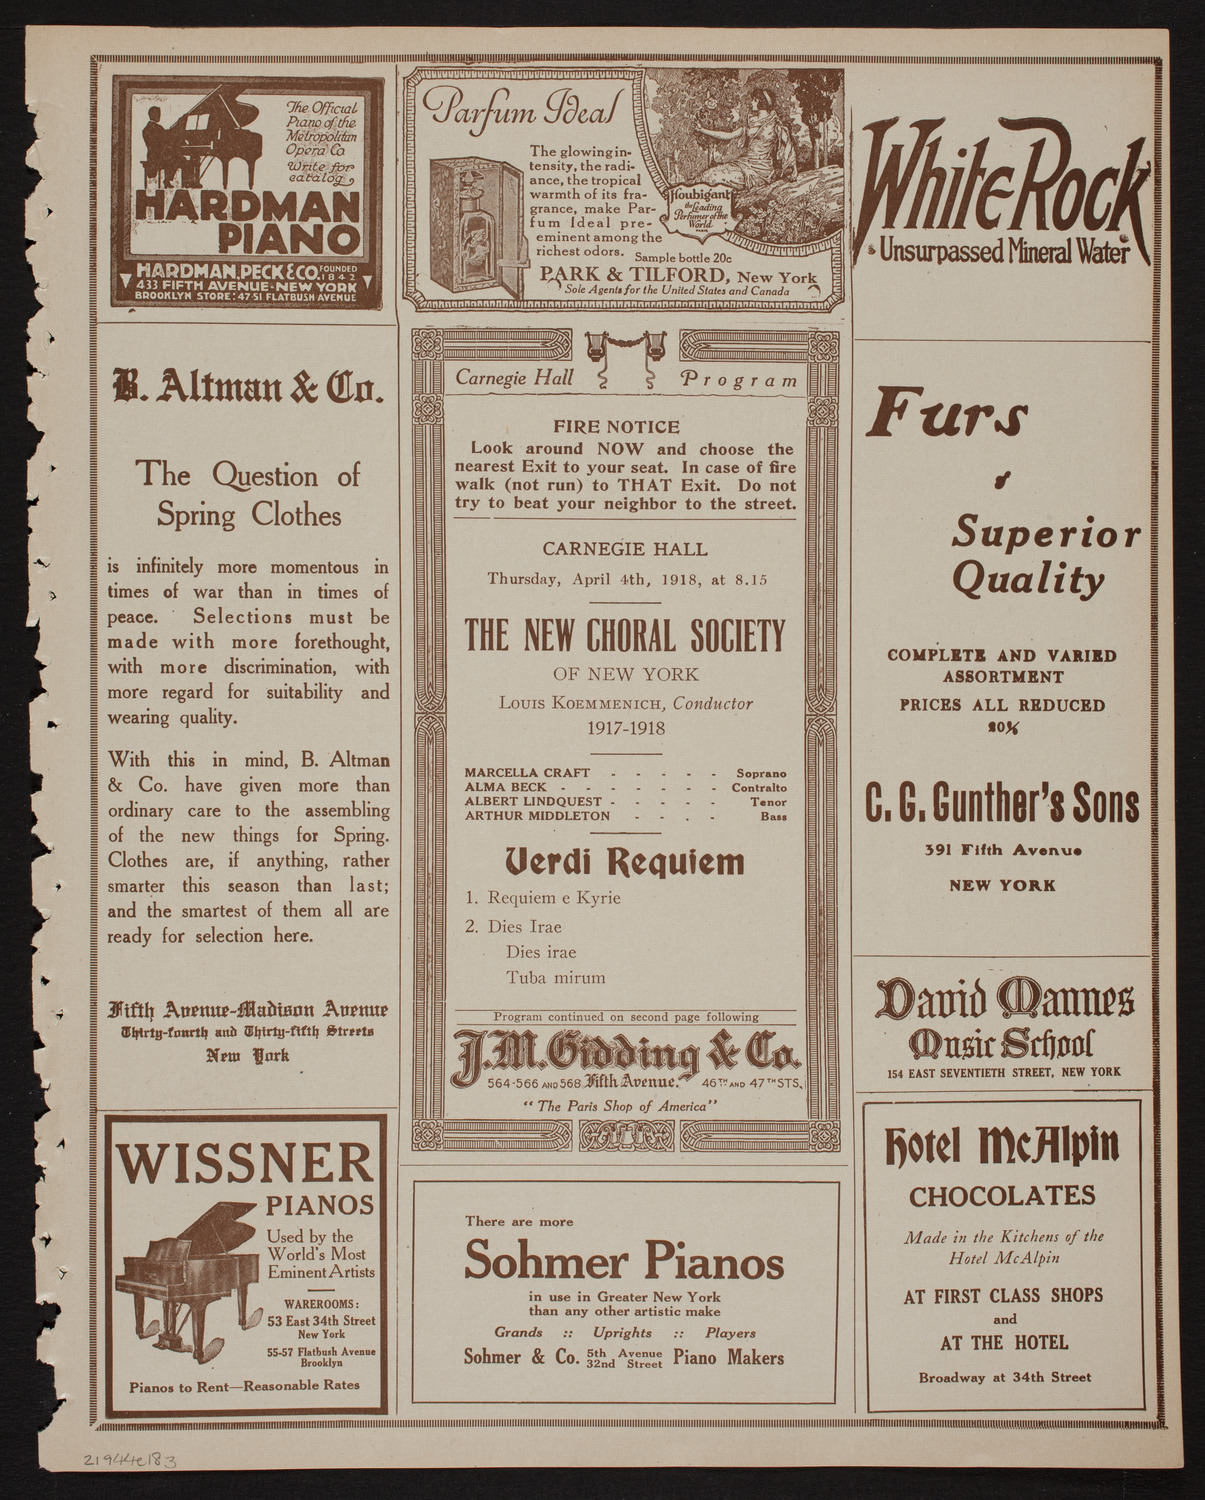 The Official
Piano of the
Metropolitan
Opera Co
Write for
catalog
HARDMAN
PIANO
HARDMAN, PECK & CO. FOUNDED 1842
433 FIFTH AVENUE-NEW YORK
BROOKLYN STORE: 47-51 FLATBUSH AVENUE
B. Altman & Co.
The Question of
Spring Clothes
is infinitely more momentous in
times of war than in times of
peace. Selections must be
made with more forethought,
with more discrimination, with
more regard for suitability and
wearing quality.
With this in mind, B. Altman
& Co. have given more than
ordinary care to the assembling
of the new things for Spring.
Clothes are, if anything, rather
smarter this season than last;
and the smartest of them all are
ready for selection here.
Fifth Avenue-Madison Avenue
Thirty-fourth and Thirty-fifth Streets
New York
WISSNER
PIANOS
Used by the
World's Most
Eminent Artists
WAREROOMS:
53 East 34th Street
New York
55-57 Flatbush Avenue
Brooklyn
Pianos to Rent—Reasonable Rates
Parfum Ideal
The glowing in-
tensity, the radi-
ance, the tropical
warmth of its fra-
grance, make Par-
fum Ideal pre-
eminent among the
richest odors.
Houbigant
the Leading
Perfumer of the
World
PARIS
Sample bottle 20c
PARK & TILFORD, New York
Sole Agents for the United States and Canada
Carnegie Hall Program
FIRE NOTICE
Look around NOW and choose the
nearest Exit to your seat. In case of fire
walk (not run) to THAT Exit. Do not
try to beat your neighbor to the street.
CARNEGIE HALL
Thursday, April 4th, 1918, at 8.15
THE NEW CHORAL SOCIETY
OF NEW YORK
LOUIS KOEMMENICH, Conductor
1917-1918
MARCELLA CRAFT - - - - - Soprano
ALMA BECK - - - - - - - Contralto
ALBERT LINDQUEST - - - - - Tenor
ARTHUR MIDDLETON - - - - Bass
Verdi Requiem
1. Requiem e Kyrie
2. Dies Irae
Dies irae
Tuba mirum
Program continued on second page following
J. M. Gidding & Co.
564-566 AND 568 Fifth Avenue. 46TH AND 47TH STS.
"The Paris Shop of America"
There are more
Sohmer Pianos
in use in Greater New York
than any other artistic make
Grands :: Uprights :: Players
Sohmer & Co. 5th Avenue 32nd Street Piano Makers
White Rock
Unsurpassed Mineral Water
Furs
of
Superior
Quality
COMPLETE AND VARIED
ASSORTMENT
PRICES ALL REDUCED
20%
C. G. Gunther's Sons
391 Fifth Avenue
NEW YORK
David Mannes
Music School
154 EAST SEVENTIETH STREET, NEW YORK
Hotel McAlpin
CHOCOLATES
Made in the Kitchens of the
Hotel McAlpin
AT FIRST CLASS SHOPS
and
AT THE HOTEL
Broadway at 34th Street
21944e183